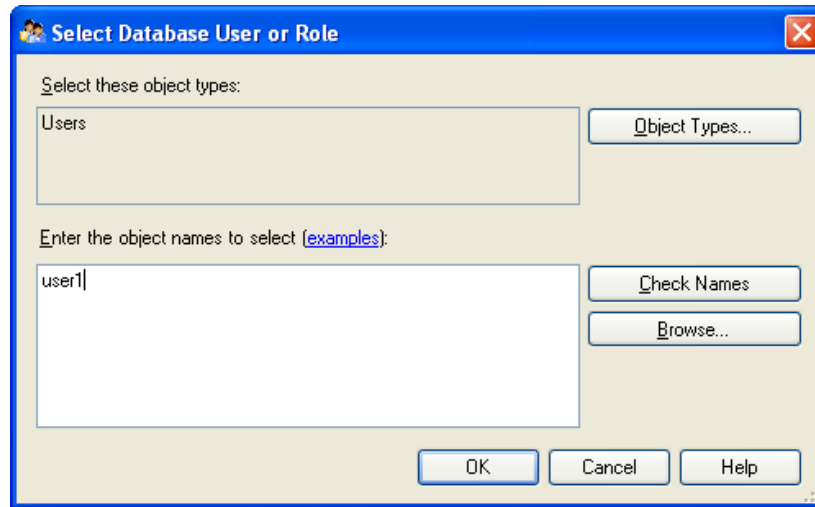 Select Database User or Role
Select these object types:
Users
Object Types...
Enter the object names to select (examples):
user1
Check Names
Browse...
OK
Cancel
Help